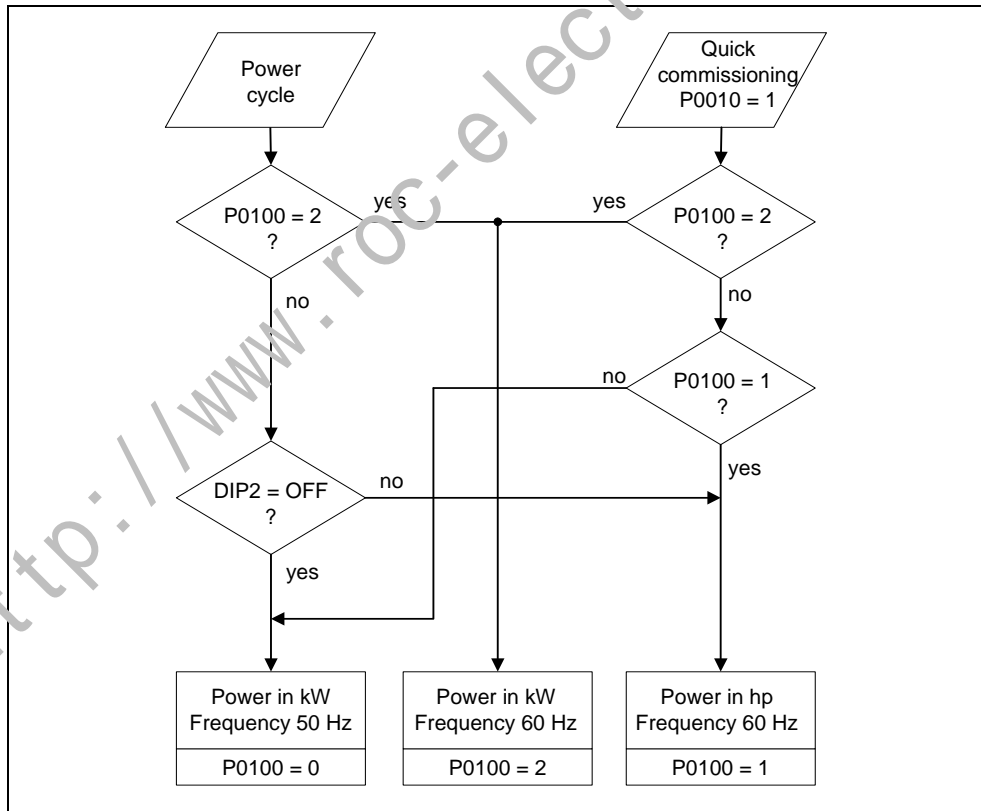 Power
cycle
Quick
commissioning
P0010 = 1
P0100 = 2
?
yes
yes
P0100 = 2
?
no
no
no
P0100 = 1
?
DIP2 = OFF
?
no
yes
yes
Power in kW
Frequency 50 Hz
P0100 = 0
Power in kW
Frequency 60 Hz
P0100 = 2
Power in hp
Frequency 60 Hz
P0100 = 1
ttp://www.roc-elect